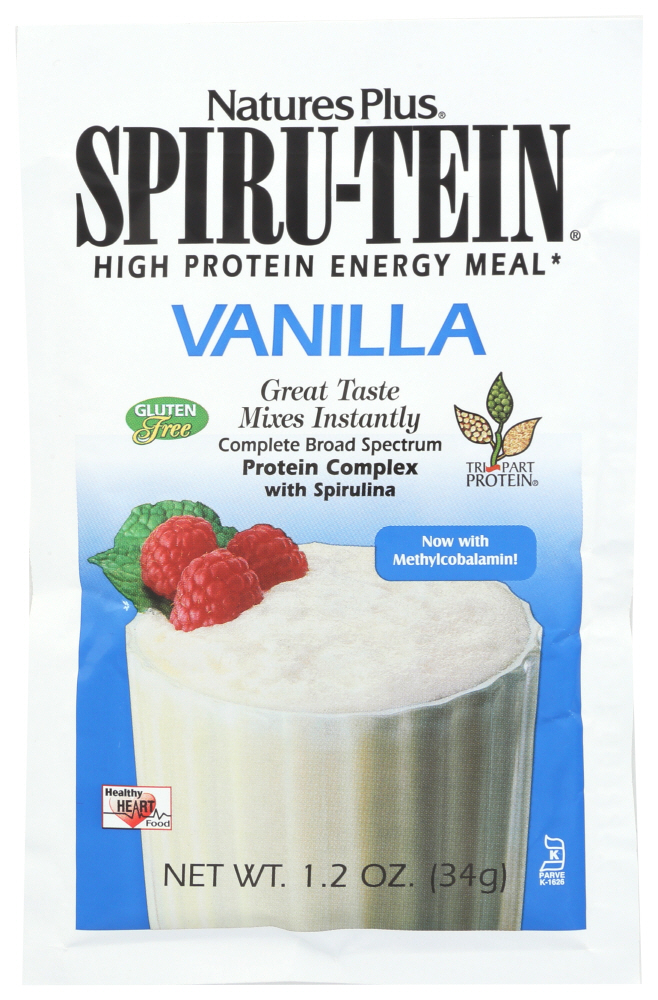 NaturesPlus®
SPIRU-TEIN®
HIGH PROTEIN ENERGY MEAL*
VANILLA
GLUTEN
Free
Great Taste
Mixes Instantly
Complete Broad Spectrum
Protein Complex
with Spirulina
TRI PART
PROTEIN®
Now with
Methylcobalamin!
Healthy
HEART
Food
NET WT. 1.2 OZ. (34g)
K
PARVE
K-1626